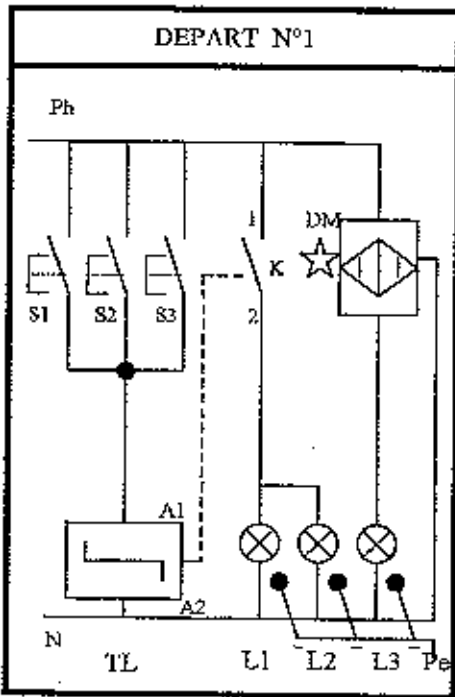 DEPART N°1
Ph
1
DM
K
S1 S2 S3
2
A1
A2
N
TL L1 L2 L3 Pe